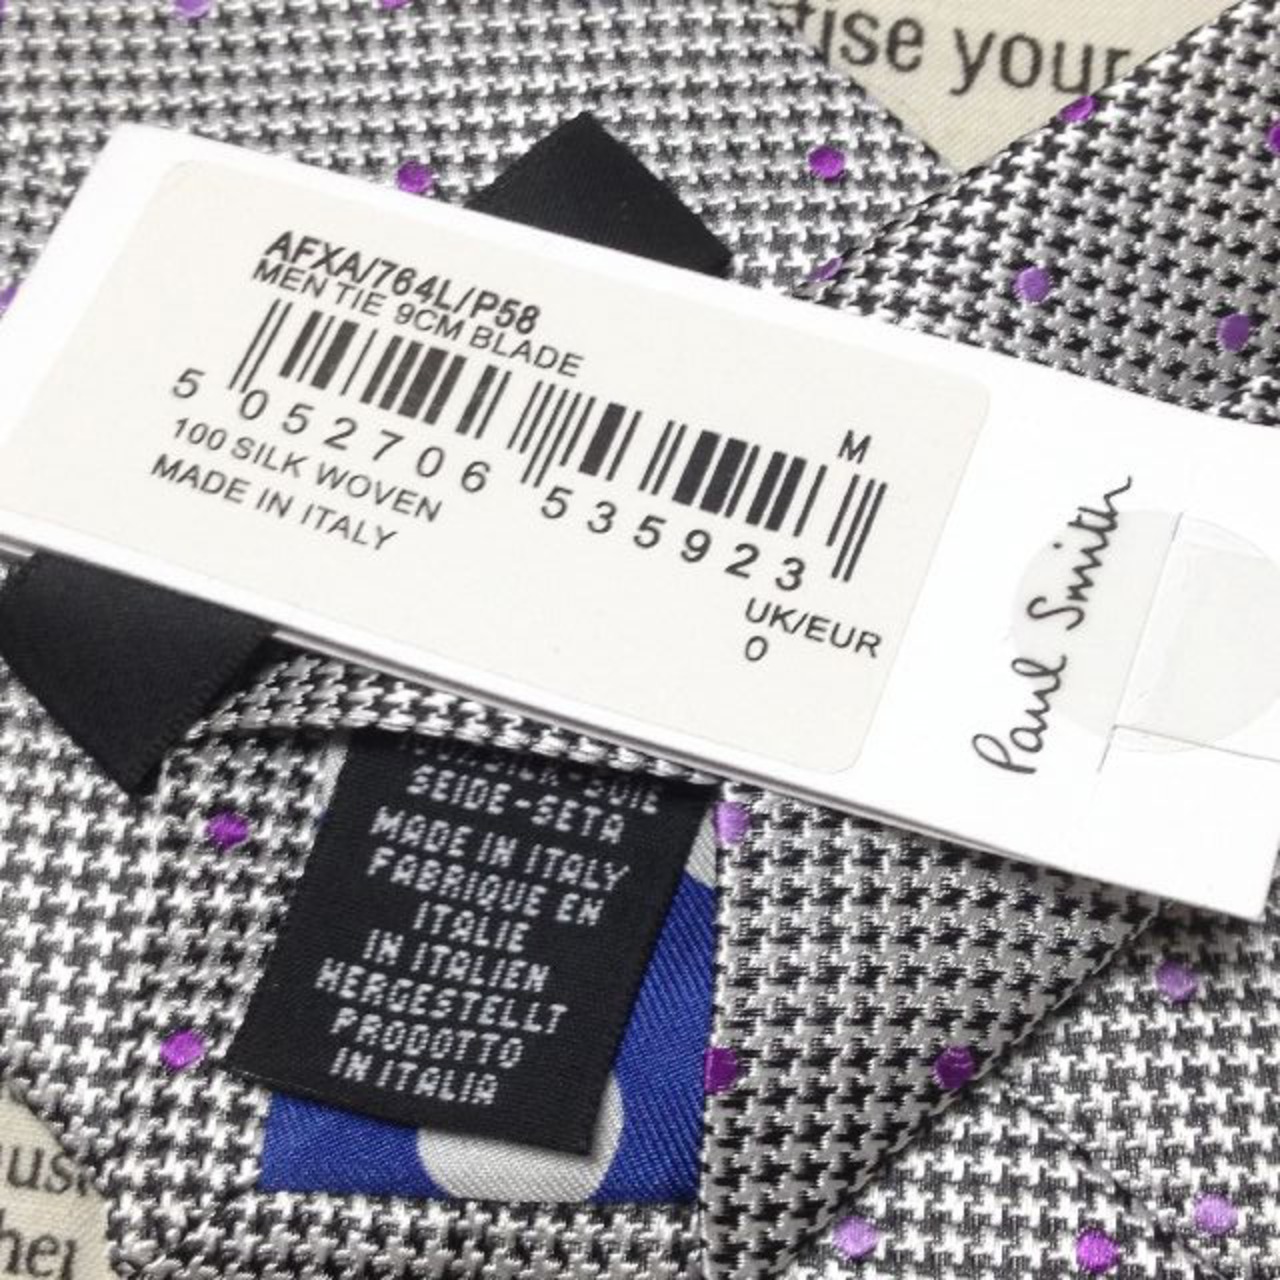 ise your
AFXA/764L/P58
MEN TIE 9CM BLADE
M
5 052706 535923
100 SILK WOVEN
MADE IN ITALY
UK/EUR
0
Paul Smith
SEIDE-SETA
MADE IN ITALY
FABRIQUE EN
ITALIE
IN ITALIEN
HERGESTELLT
PRODOTTO
IN ITALIA